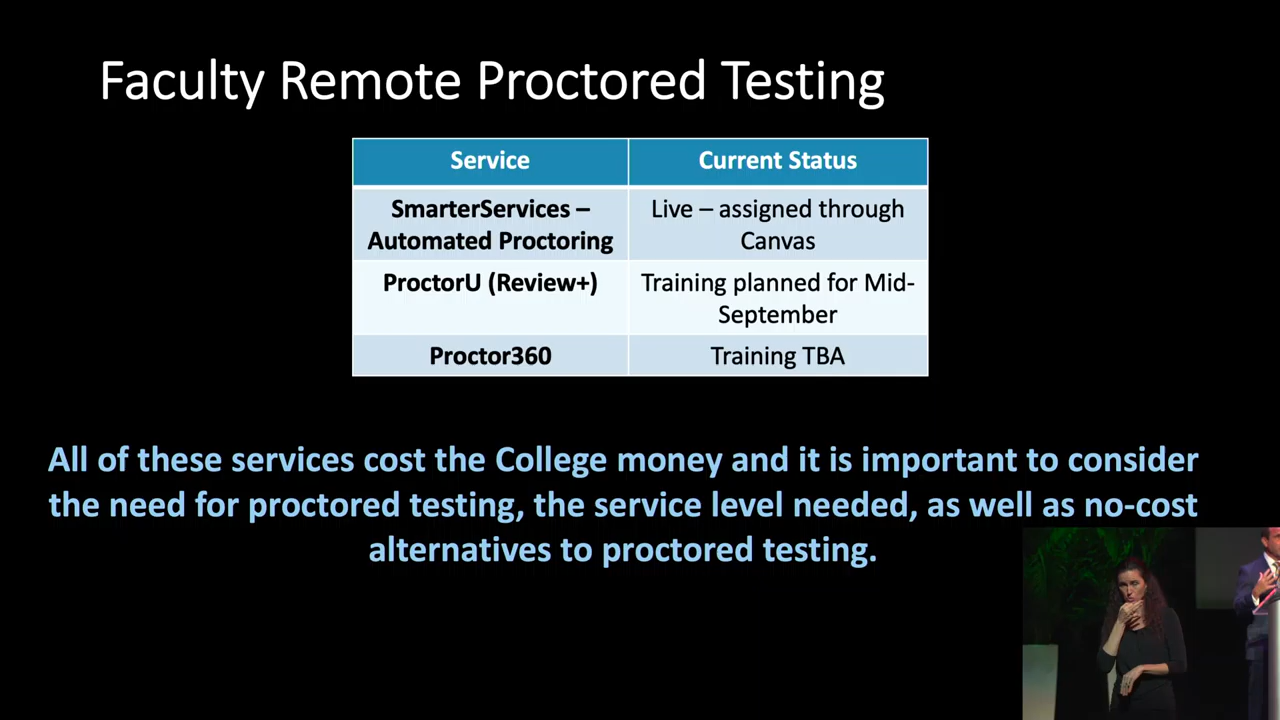 Faculty Remote Proctored Testing
Service
Current Status
SmarterServices –
Automated Proctoring
Live – assigned through
Canvas
ProctorU (Review+)
Training planned for Mid-
September
Proctor360
Training TBA
All of these services cost the College money and it is important to consider
the need for proctored testing, the service level needed, as well as no-cost
alternatives to proctored testing.